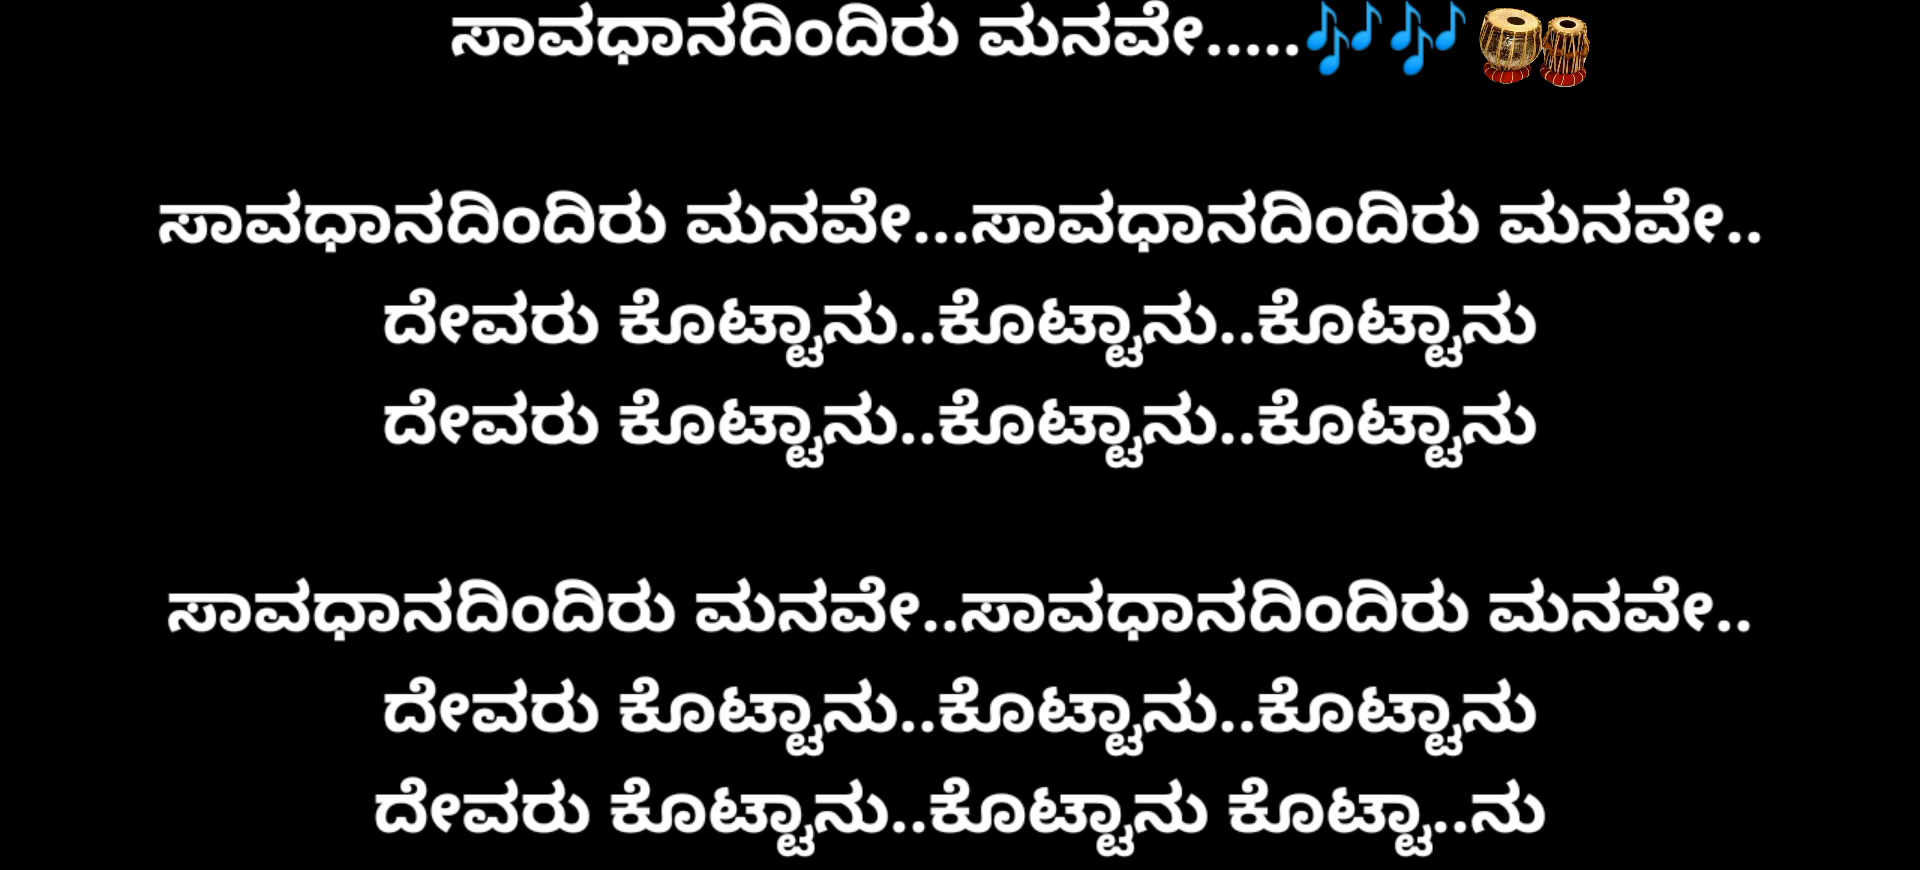 ಸಾವಧಾನದಿಂದಿರು ಮನವೇ.....🎶🎶
ಸಾವಧಾನದಿಂದಿರು ಮನವೇ...ಸಾವಧಾನದಿಂದಿರು ಮನವೇ..
ದೇವರು ಕೊಟ್ಟಾನು..ಕೊಟ್ಟಾನು..ಕೊಟ್ಟಾನು
ದೇವರು ಕೊಟ್ಟಾನು..ಕೊಟ್ಟಾನು..ಕೊಟ್ಟಾನು
ಸಾವಧಾನದಿಂದಿರು ಮನವೇ..ಸಾವಧಾನದಿಂದಿರು ಮನವೇ..
ದೇವರು ಕೊಟ್ಟಾನು..ಕೊಟ್ಟಾನು..ಕೊಟ್ಟಾನು
ದೇವರು ಕೊಟ್ಟಾನು..ಕೊಟ್ಟಾನು ಕೊಟ್ಟಾ..ನು